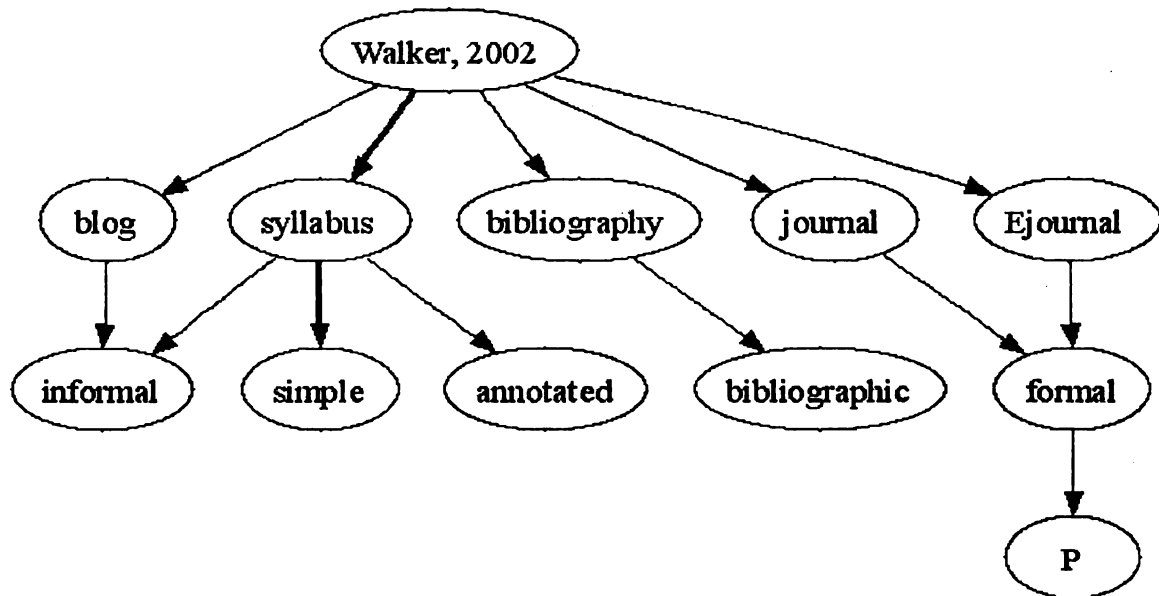 Walker, 2002
blog syllabus bibliography journal Ejournal
informal simple annotated bibliographic formal
P